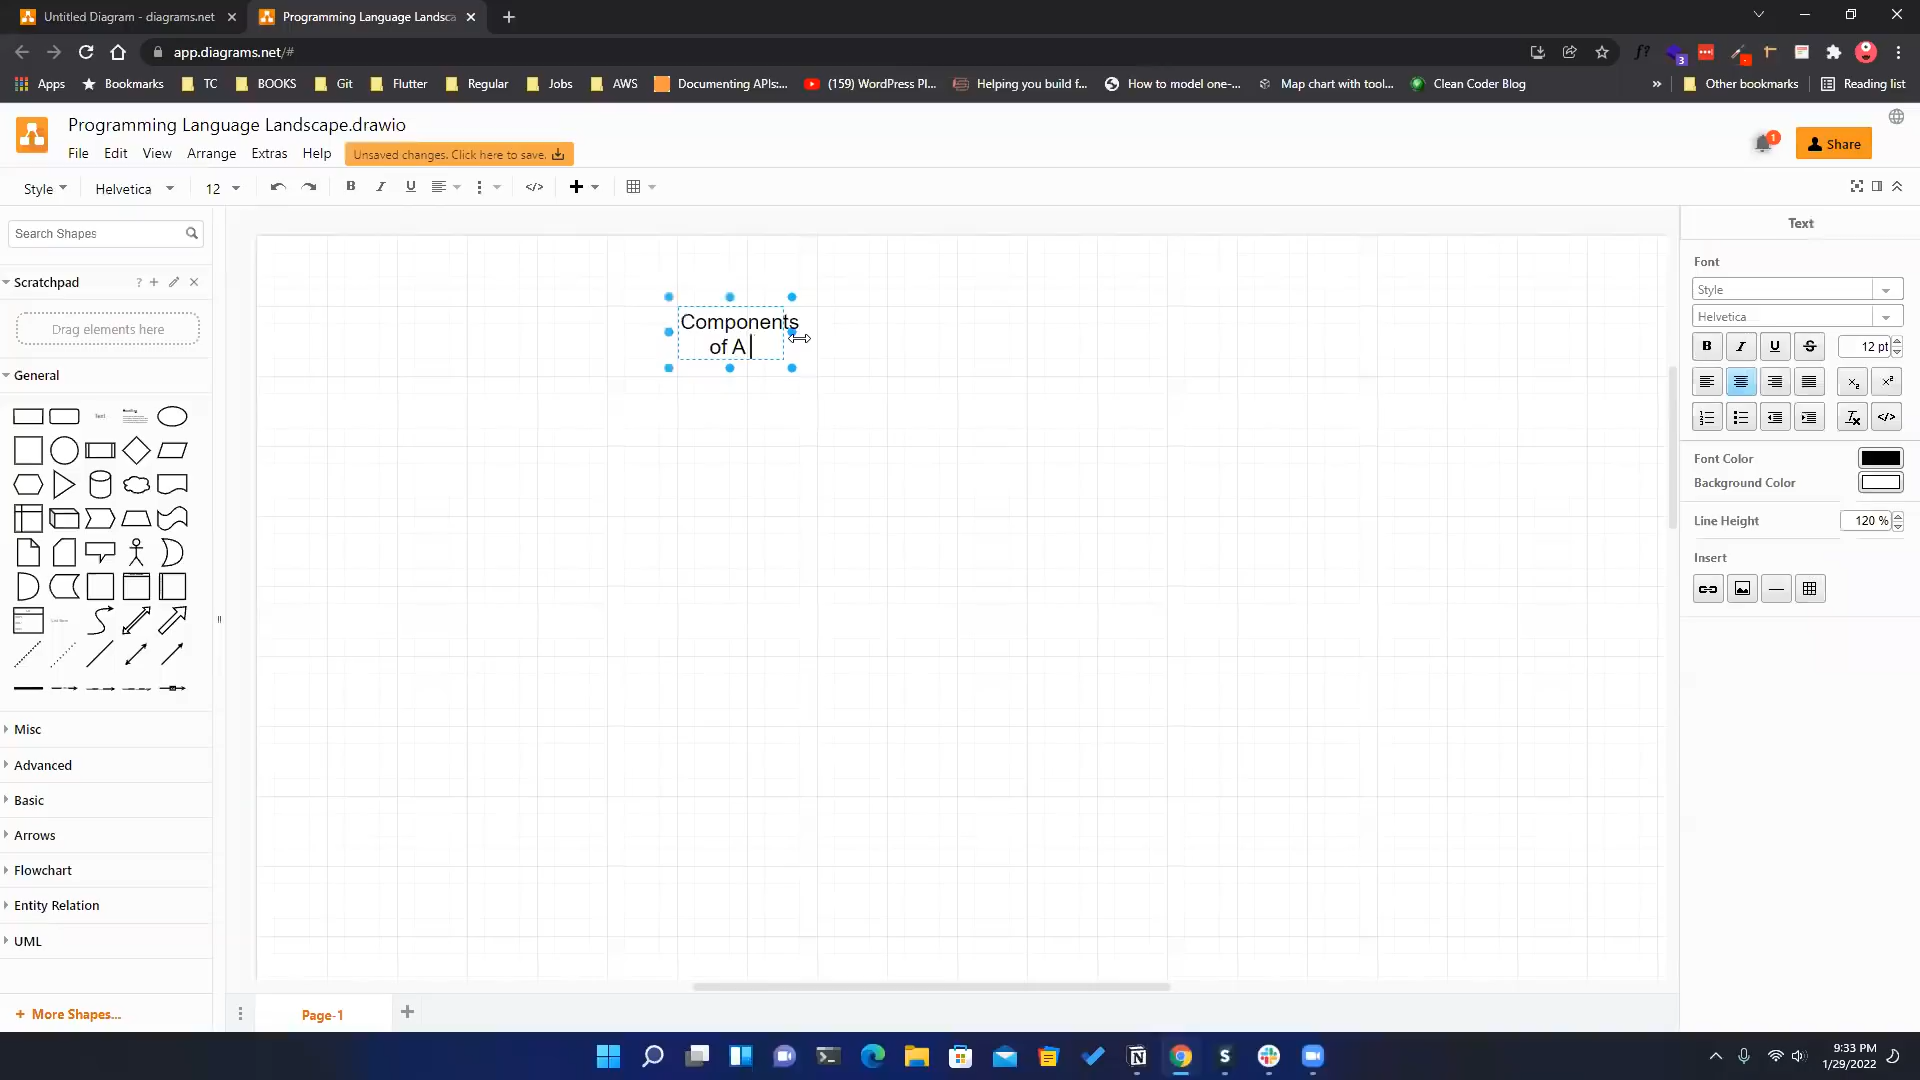 Untitled Diagram - diagrams.net
Programming Language Landsca
app.diagrams.net/#
Apps
Bookmarks
TC
BOOKS
Git
Flutter
Regular
Jobs
AWS
Documenting APIs:...
(159) WordPress Pl...
Helping you build f...
How to model one-...
Map chart with tool...
Clean Coder Blog
»
Other bookmarks
Reading list
Programming Language Landscape.drawio
File
Edit
View
Arrange
Extras
Help
Unsaved changes. Click here to save.
1
Share
Style
Helvetica
12
B
I
U
Search Shapes
Scratchpad
Drag elements here
General
Text
Heading
Misc
Advanced
Basic
Arrows
Flowchart
Entity Relation
UML
+ More Shapes...
Components
of A
Page-1
Text
Font
Style
Helvetica
B
I
U
S
12 pt
Font Color
Background Color
Line Height
120 %
Insert
9:33 PM
1/29/2022